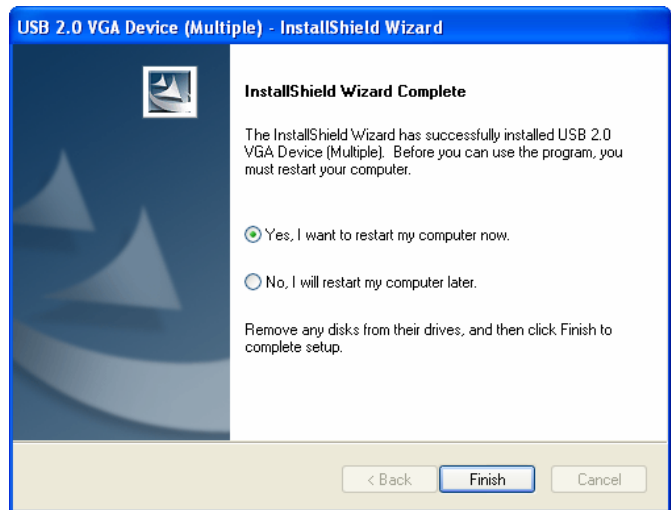 USB 2.0 VGA Device (Multiple) - InstallShield Wizard
InstallShield Wizard Complete
The InstallShield Wizard has successfully installed USB 2.0
VGA Device (Multiple).  Before you can use the program, you
must restart your computer.
Yes, I want to restart my computer now.
No, I will restart my computer later.
Remove any disks from their drives, and then click Finish to
complete setup.
< Back
Finish
Cancel